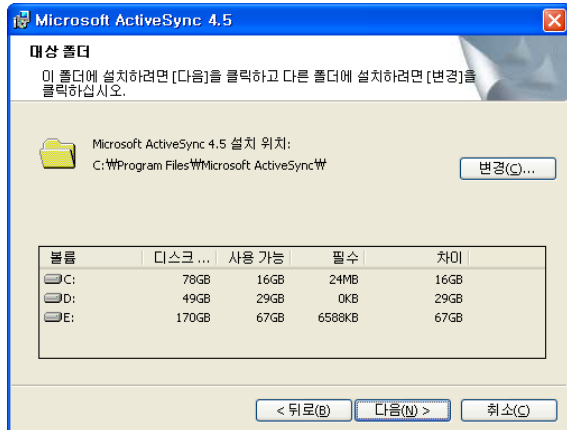 Microsoft ActiveSync 4.5
대상 폴더
이 폴더에 설치하려면 [다음]을 클릭하고 다른 폴더에 설치하려면 [변경]을
클릭하십시오.
Microsoft ActiveSync 4.5 설치 위치:
C:₩Program Files₩Microsoft ActiveSync₩
변경(C)...
볼륨 디스크 ... 사용 가능 필수 차이
C: 78GB 16GB 24MB 16GB
D: 49GB 29GB 0KB 29GB
E: 170GB 67GB 6588KB 67GB
< 뒤로(B) 다음(N) > 취소(C)